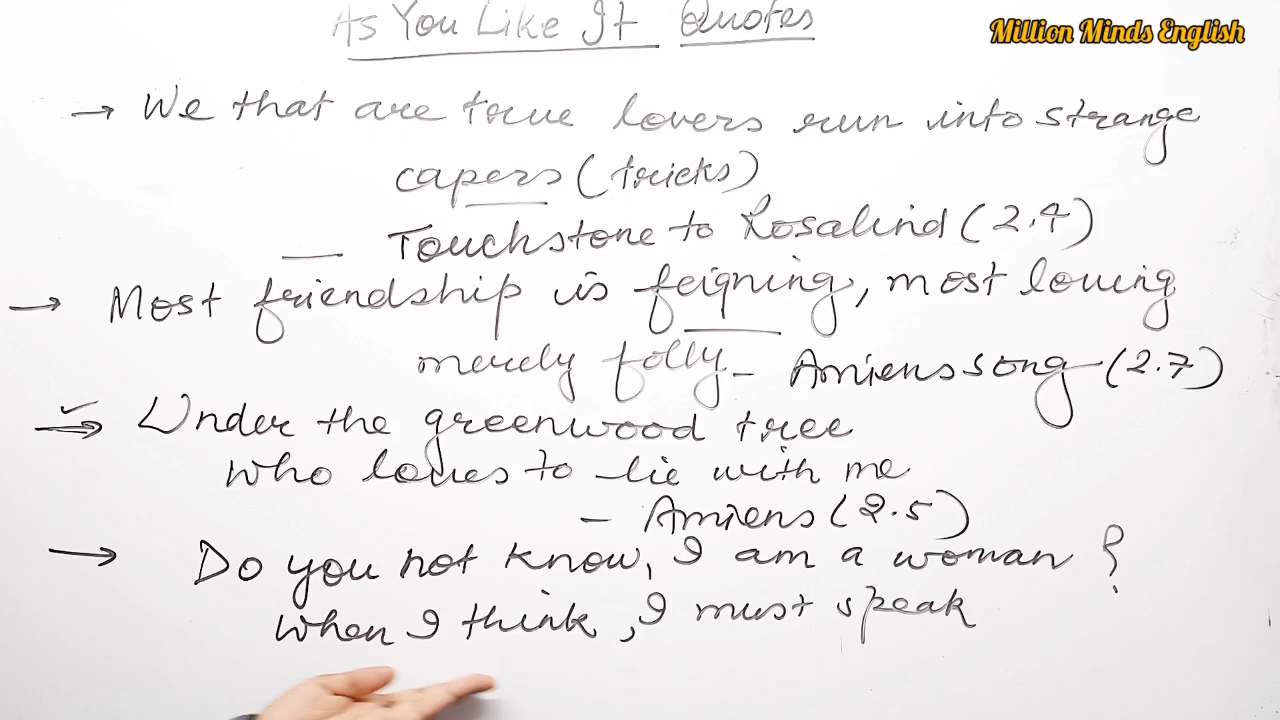 As You Like It Quotes
Million Minds English
→ We that are true lovers run into strange
capers (tricks)
— Touchstone to Rosalind (2.4)
→ Most friendship is feigning, most loving
merely folly - Amiens song (2.7)
→ Under the greenwood tree
who loves to lie with me
- Amiens (2.5)
→ Do you not know, I am a woman ?
when I think, I must speak